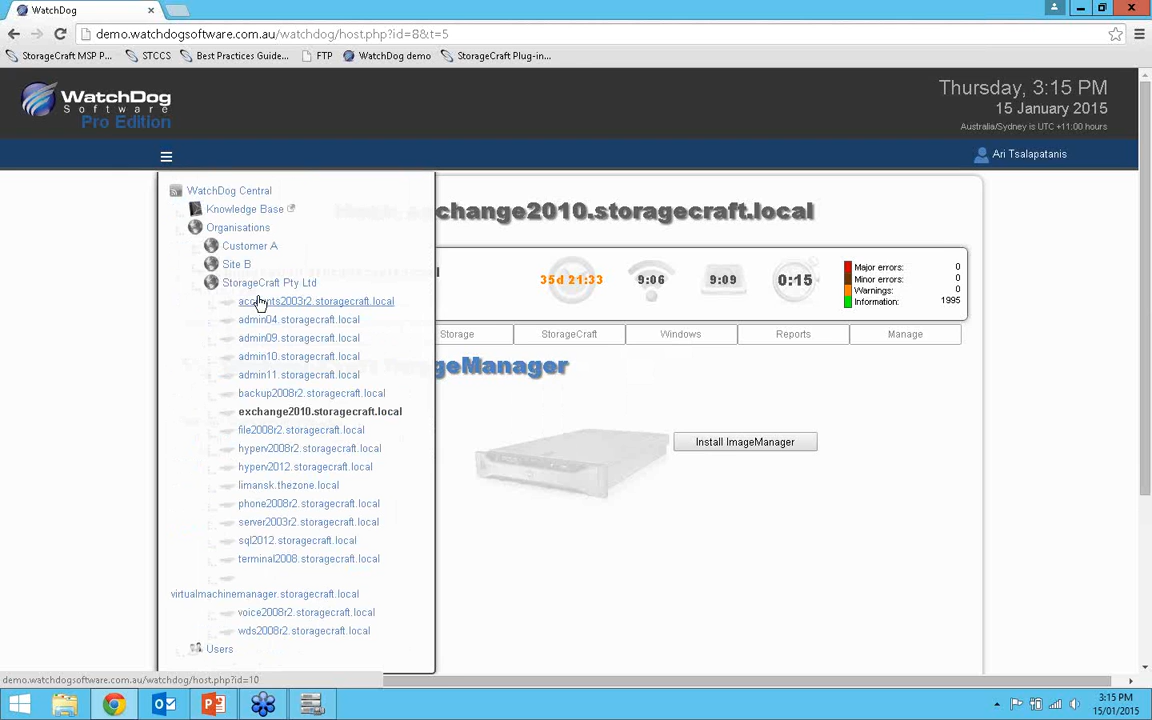 WatchDog
demo.watchdogsoftware.com.au/watchdog/host.php?id=8&t=5
StorageCraft MSP P...
STCCS
Best Practices Guide...
FTP
WatchDog demo
StorageCraft Plug-in...
WatchDog
Software
Pro Edition
Thursday, 3:15 PM
15 January 2015
Australia/Sydney is UTC +11:00 hours
Ari Tsalapatanis
WatchDog Central
Knowledge Base
Organisations
Customer A
Site B
StorageCraft Pty Ltd
accounts2003r2.storagecraft.local
admin04.storagecraft.local
admin09.storagecraft.local
admin10.storagecraft.local
admin11.storagecraft.local
backup2008r2.storagecraft.local
exchange2010.storagecraft.local
file2008r2.storagecraft.local
hyperv2008r2.storagecraft.local
hyperv2012.storagecraft.local
limansk.thezone.local
phone2008r2.storagecraft.local
server2003r2.storagecraft.local
sql2012.storagecraft.local
terminal2008.storagecraft.local
virtualmachinemanager.storagecraft.local
voice2008r2.storagecraft.local
wds2008r2.storagecraft.local
Users
change2010.storagecraft.local
35d 21:33
9:06
9:09
0:15
Major errors: 0
Minor errors: 0
Warnings: 0
Information: 1995
Storage
StorageCraft
Windows
Reports
Manage
geManager
Install ImageManager
demo.watchdogsoftware.com.au/watchdog/host.php?id=10
3:15 PM
15/01/2015